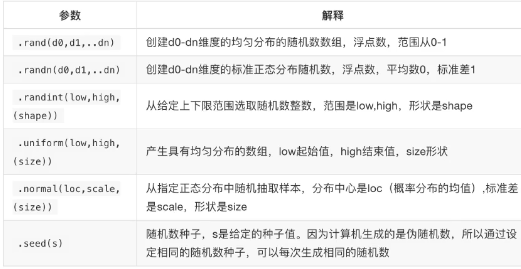 参数 解释
.rand(d0,d1,..dn) 创建d0-dn维度的均匀分布的随机数数组，浮点数，范围从0-1
.randn(d0,d1,..dn) 创建d0-dn维度的标准正态分布随机数，浮点数，平均数0，标准差1
.randint(low,high,
(shape)) 从给定上下限范围选取随机数整数，范围是low,high，形状是shape
.uniform(low,high,
(size)) 产生具有均匀分布的数组，low起始值，high结束值，size形状
.normal(loc,scale,
(size)) 从指定正态分布中随机抽取样本，分布中心是loc（概率分布的均值）,标准差
是scale，形状是size
.seed(s) 随机数种子，s是给定的种子值。因为计算机生成的是伪随机数，所以通过设
定相同的随机数种子，可以每次生成相同的随机数